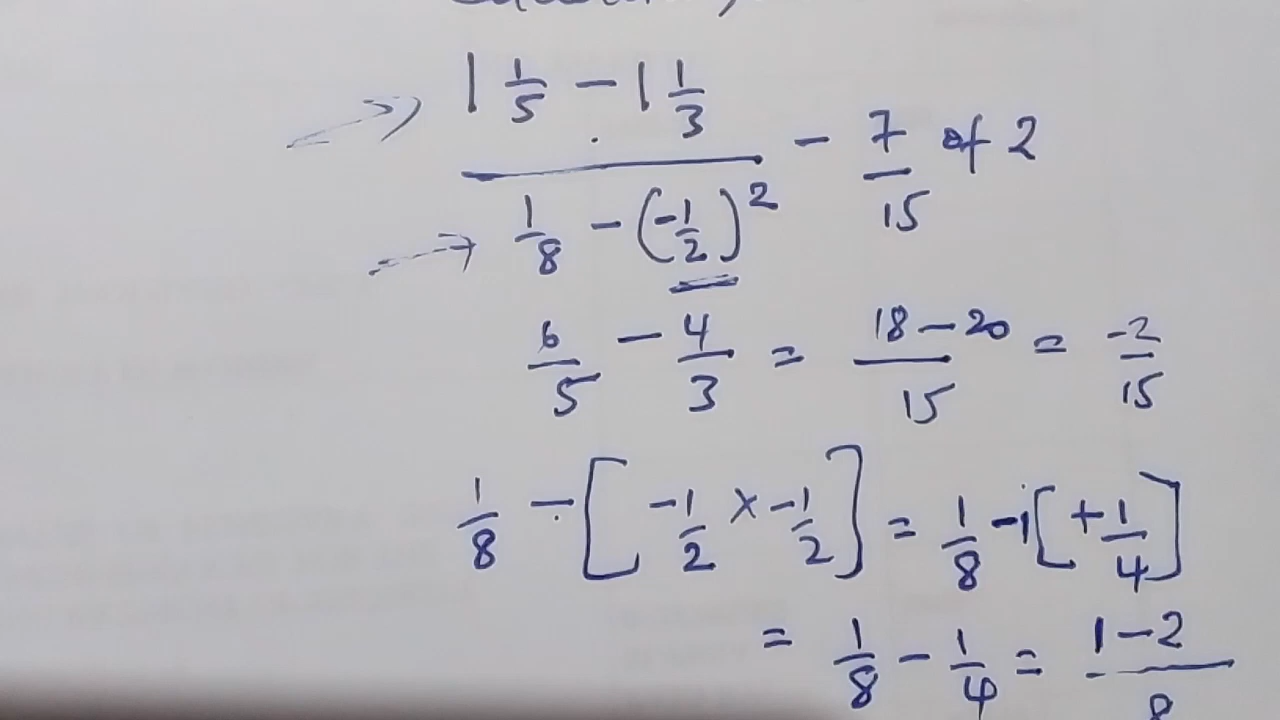 1 1/5 - 1 1/3
1/8 - (-1/2)² - 7/15 of 2
6/5 - 4/3 = 18-20/15 = -2/15
1/8 - [-1/2 × -1/2] = 1/8 -1[+1/4]
= 1/8 - 1/4 = 1-2/8